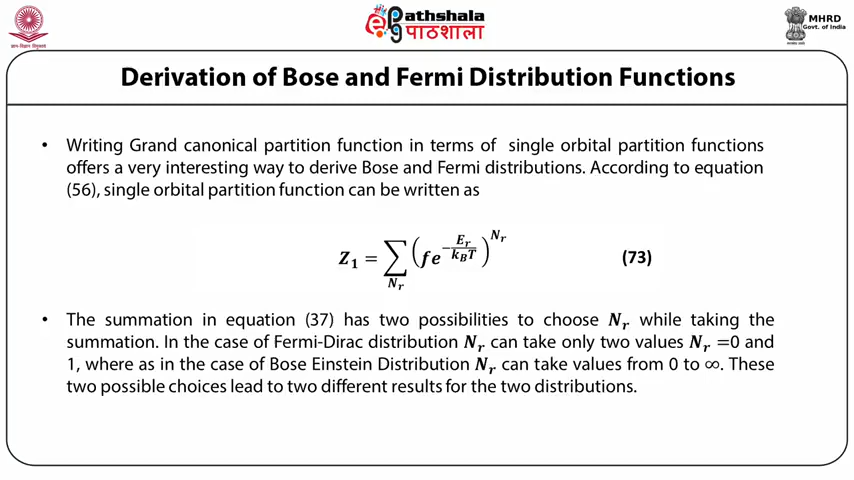 Pathshala
पाठशाला
MHRD
Govt. of India
Derivation of Bose and Fermi Distribution Functions
• Writing Grand canonical partition function in terms of single orbital partition functions
offers a very interesting way to derive Bose and Fermi distributions. According to equation
(56), single orbital partition function can be written as
Z₁ = ∑_{N_r} (f e^{-E_r/(k_B T)})^{N_r} (73)
• The summation in equation (37) has two possibilities to choose N_r while taking the
summation. In the case of Fermi-Dirac distribution N_r can take only two values N_r =0 and
1, where as in the case of Bose Einstein Distribution N_r can take values from 0 to ∞. These
two possible choices lead to two different results for the two distributions.